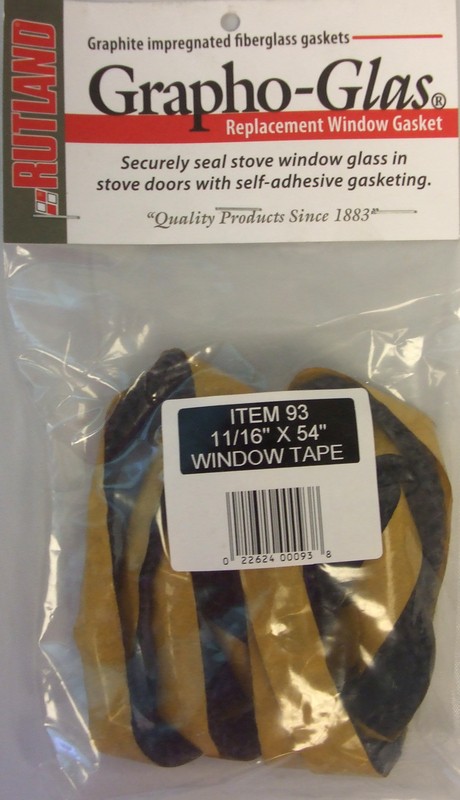 RUTLAND
Graphite impregnated fiberglass gaskets
Grapho-Glas®
Replacement Window Gasket
Securely seal stove window glass in
stove doors with self-adhesive gasketing.
“Quality Products Since 1883”
ITEM 93
11/16" X 54"
WINDOW TAPE
0 22624 00093 8